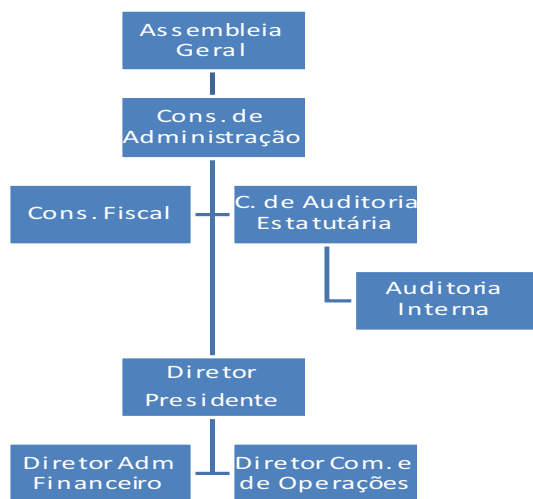 Assembleia
Geral
Cons. de
Administração
Cons. Fiscal
C. de Auditoria
Estatutária
Auditoria
Interna
Diretor
Presidente
Diretor Adm
Financeiro
Diretor Com. e
de Operações